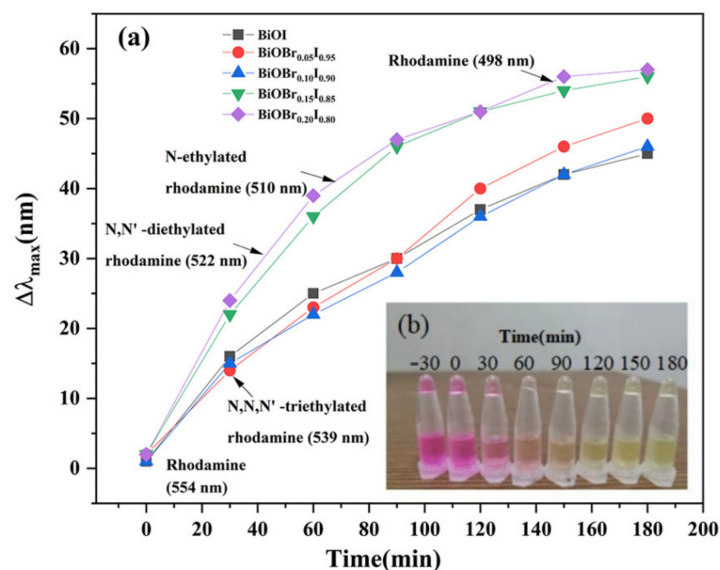 (a)
BiOI
BiOBr0.05I0.95
BiOBr0.10I0.90
BiOBr0.15I0.85
BiOBr0.20I0.80
Rhodamine (498 nm)
N-ethylated
rhodamine (510 nm)
N,N' -diethylated
rhodamine (522 nm)
N,N,N' -triethylated
rhodamine (539 nm)
Rhodamine
(554 nm)
(b)
Time(min)
-30 0 30 60 90 120 150 180
Δλmax(nm)
60
50
40
30
20
10
0
0 20 40 60 80 100 120 140 160 180 200
Time(min)